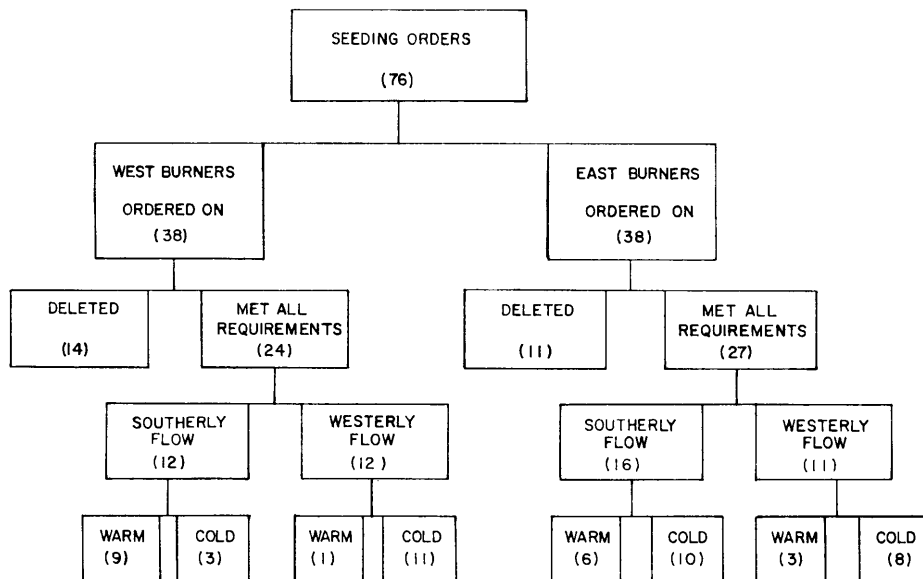 SEEDING ORDERS
(76)
WEST BURNERS
ORDERED ON
(38)
EAST BURNERS
ORDERED ON
(38)
DELETED
(14)
MET ALL
REQUIREMENTS
(24)
DELETED
(11)
MET ALL
REQUIREMENTS
(27)
SOUTHERLY
FLOW
(12)
WESTERLY
FLOW
(12)
SOUTHERLY
FLOW
(16)
WESTERLY
FLOW
(11)
WARM
(9)
COLD
(3)
WARM
(1)
COLD
(11)
WARM
(6)
COLD
(10)
WARM
(3)
COLD
(8)